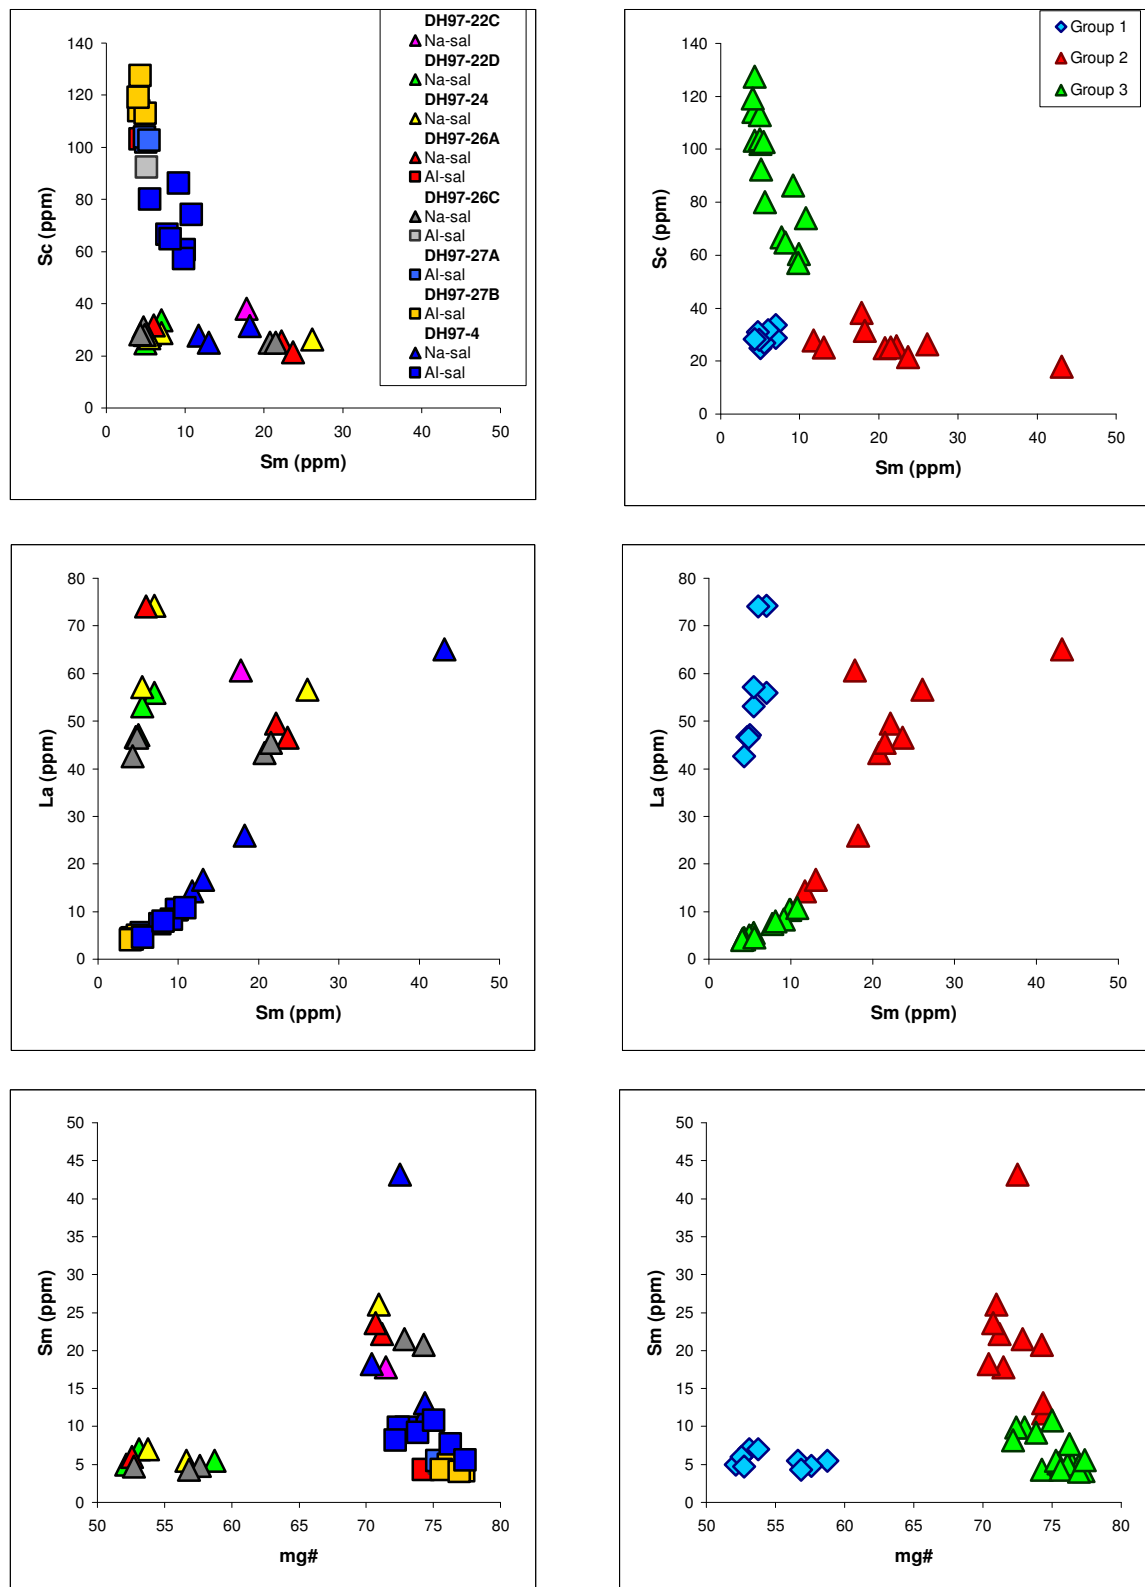 DH97-22C
Na-sal
DH97-22D
Na-sal
DH97-24
Na-sal
DH97-26A
Na-sal
Al-sal
DH97-26C
Na-sal
Al-sal
DH97-27A
Al-sal
DH97-27B
Al-sal
DH97-4
Na-sal
Al-sal
140
120
100
80
60
40
20
0
Sc (ppm)
0 10 20 30 40 50
Sm (ppm)
Group 1
Group 2
Group 3
140
120
100
80
60
40
20
0
Sc (ppm)
0 10 20 30 40 50
Sm (ppm)
80
70
60
50
40
30
20
10
0
La (ppm)
0 10 20 30 40 50
Sm (ppm)
80
70
60
50
40
30
20
10
0
La (ppm)
0 10 20 30 40 50
Sm (ppm)
50
45
40
35
30
25
20
15
10
5
0
Sm (ppm)
50 55 60 65 70 75 80
mg#
50
45
40
35
30
25
20
15
10
5
0
Sm (ppm)
50 55 60 65 70 75 80
mg#